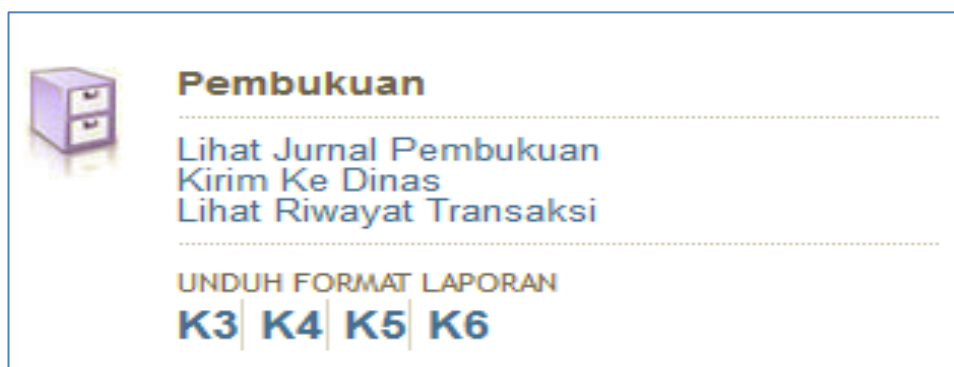 Pembukuan
Lihat Jurnal Pembukuan
Kirim Ke Dinas
Lihat Riwayat Transaksi
UNDUH FORMAT LAPORAN
K3 K4 K5 K6